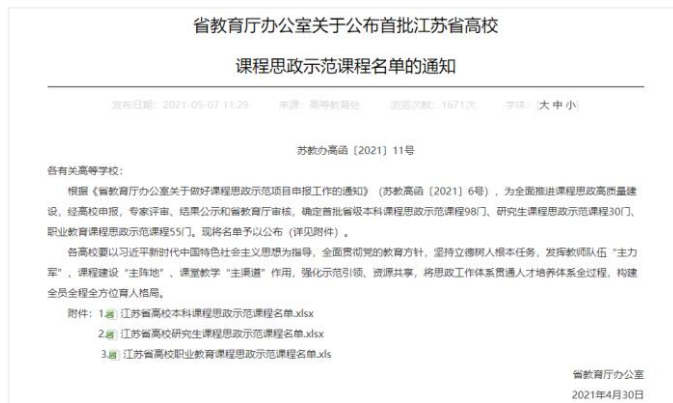 省教育厅办公室关于公布首批江苏省高校
课程思政示范课程名单的通知
发布日期：2021-05-07 11:29 来源：高等教育处 浏览次数：1671次 字体：[大 中 小]
苏教办高函〔2021〕11号
各有关高等学校：
根据《省教育厅办公室关于做好课程思政示范项目申报工作的通知》（苏教高函〔2021〕6号），为全面推进课程思政高质量建
设，经高校申报，专家评审、结果公示和省教育厅审核，确定首批省级本科课程思政示范课程98门、研究生课程思政示范课程30门、
职业教育课程思政示范课程55门。现将名单予以公布（详见附件）。
各高校要以习近平新时代中国特色社会主义思想为指导，全面贯彻党的教育方针，坚持立德树人根本任务，发挥教师队伍“主力
军”、课程建设“主阵地”、课堂教学“主渠道”作用，强化示范引领、资源共享，将思政工作体系贯通人才培养体系全过程，构建
全员全程全方位育人格局。
附件：1. 江苏省高校本科课程思政示范课程名单.xlsx
2. 江苏省高校研究生课程思政示范课程名单.xlsx
3. 江苏省高校职业教育课程思政示范课程名单.xls
省教育厅办公室
2021年4月30日